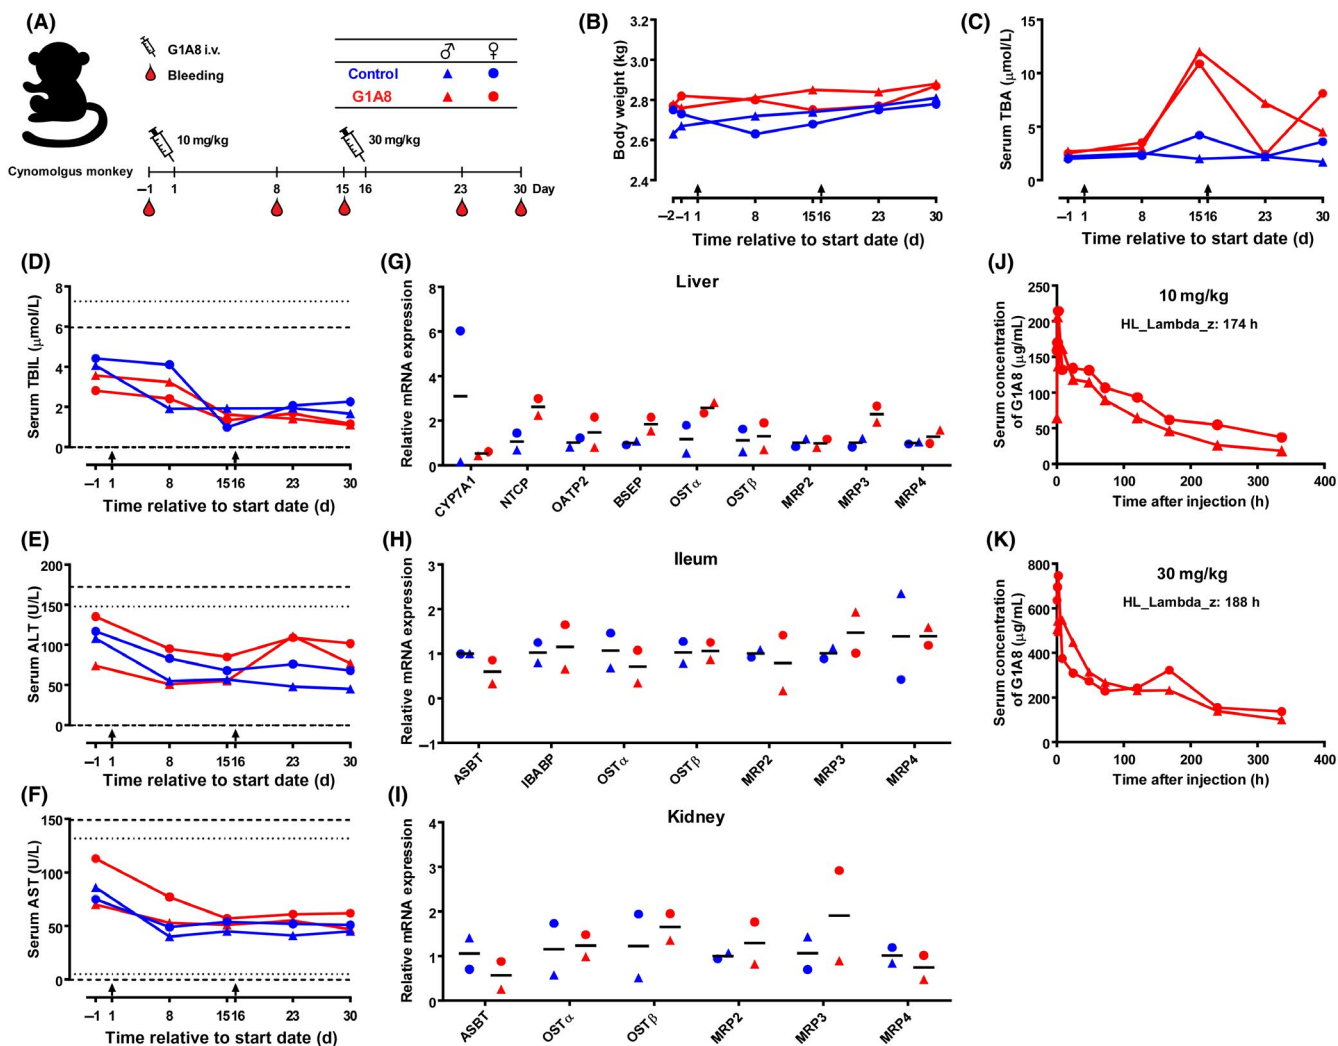 (A)
G1A8 i.v.
Bleeding
♂ ♀
Control
G1A8
10 mg/kg
30 mg/kg
Cynomolgus monkey
–1 1 8 15 16 23 30 Day
(B)
Body weight (kg)
3.2
3.0
2.8
2.6
2.4
–2 –1 1 8 15 16 23 30
Time relative to start date (d)
(C)
Serum TBA (μmol/L)
15
10
5
0
–1 1 8 15 16 23 30
Time relative to start date (d)
(D)
Serum TBIL (μmol/L)
8
6
4
2
0
–1 1 8 15 16 23 30
Time relative to start date (d)
(G)
Liver
Relative mRNA expression
8
6
4
2
0
CYP7A1 NTCP OATP2 BSEP OSTα OSTβ MRP2 MRP3 MRP4
(J)
10 mg/kg
HL_Lambda_z: 174 h
Serum concentration
of G1A8 (μg/mL)
250
200
150
100
50
0
0 100 200 300 400
Time after injection (h)
(E)
Serum ALT (U/L)
200
150
100
50
0
–1 1 8 15 16 23 30
Time relative to start date (d)
(H)
Ileum
Relative mRNA expression
3
2
1
0
–1
ASBT IBABP OSTα OSTβ MRP2 MRP3 MRP4
(K)
30 mg/kg
HL_Lambda_z: 188 h
Serum concentration
of G1A8 (μg/mL)
800
600
400
200
0
0 100 200 300 400
Time after injection (h)
(F)
Serum AST (U/L)
150
100
50
0
–1 1 8 15 16 23 30
Time relative to start date (d)
(I)
Kidney
Relative mRNA expression
4
3
2
1
0
ASBT OSTα OSTβ MRP2 MRP3 MRP4